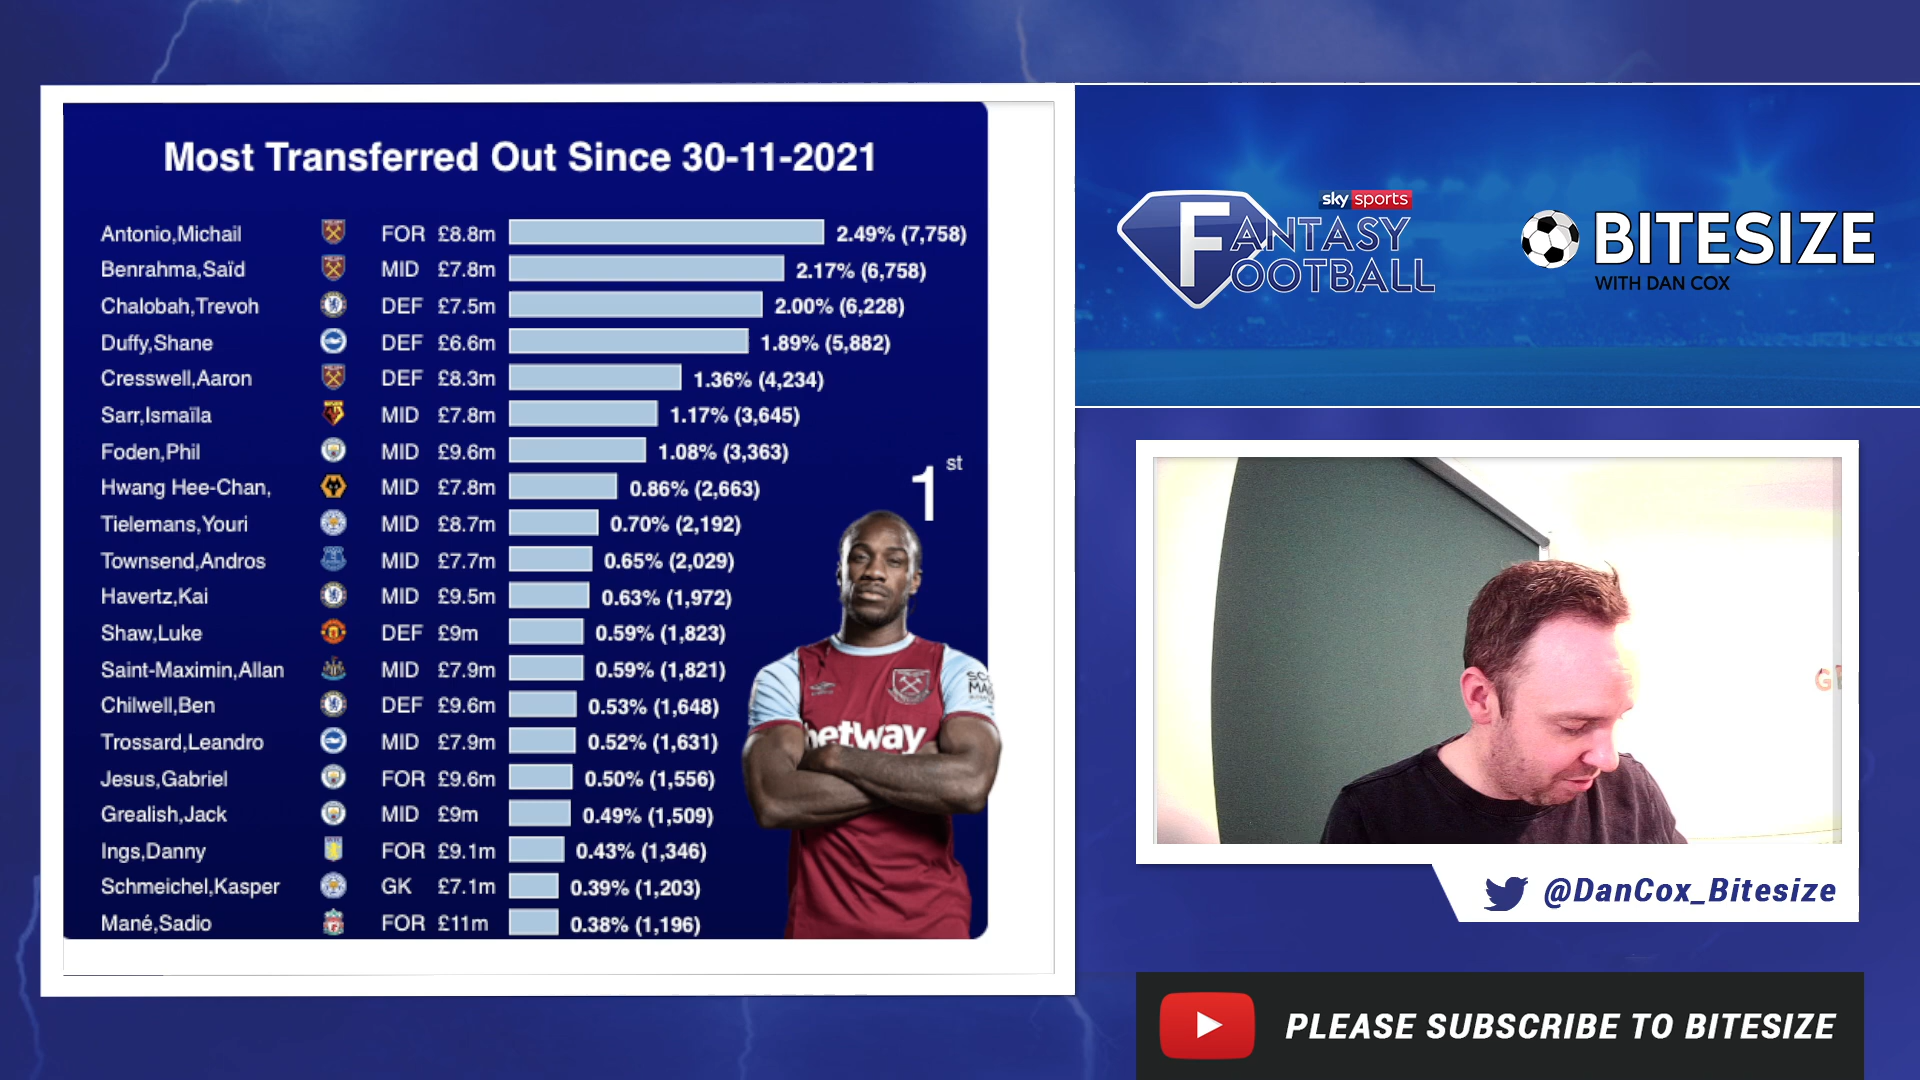 Most Transferred Out Since 30-11-2021
Antonio,Michail FOR £8.8m 2.49% (7,758)
Benrahma,Saïd MID £7.8m 2.17% (6,758)
Chalobah,Trevoh DEF £7.5m 2.00% (6,228)
Duffy,Shane DEF £6.6m 1.89% (5,882)
Cresswell,Aaron DEF £8.3m 1.36% (4,234)
Sarr,Ismaïla MID £7.8m 1.17% (3,645)
Foden,Phil MID £9.6m 1.08% (3,363)
Hwang Hee-Chan, MID £7.8m 0.86% (2,663)
Tielemans,Youri MID £8.7m 0.70% (2,192)
Townsend,Andros MID £7.7m 0.65% (2,029)
Havertz,Kai MID £9.5m 0.63% (1,972)
Shaw,Luke DEF £9m 0.59% (1,823)
Saint-Maximin,Allan MID £7.9m 0.59% (1,821)
Chilwell,Ben DEF £9.6m 0.53% (1,648)
Trossard,Leandro MID £7.9m 0.52% (1,631)
Jesus,Gabriel FOR £9.6m 0.50% (1,556)
Grealish,Jack MID £9m 0.49% (1,509)
Ings,Danny FOR £9.1m 0.43% (1,346)
Schmeichel,Kasper GK £7.1m 0.39% (1,203)
Mané,Sadio FOR £11m 0.38% (1,196)
1st
betway
sky sports
FANTASY
FOOTBALL
BITESIZE
WITH DAN COX
@DanCox_Bitesize
PLEASE SUBSCRIBE TO BITESIZE